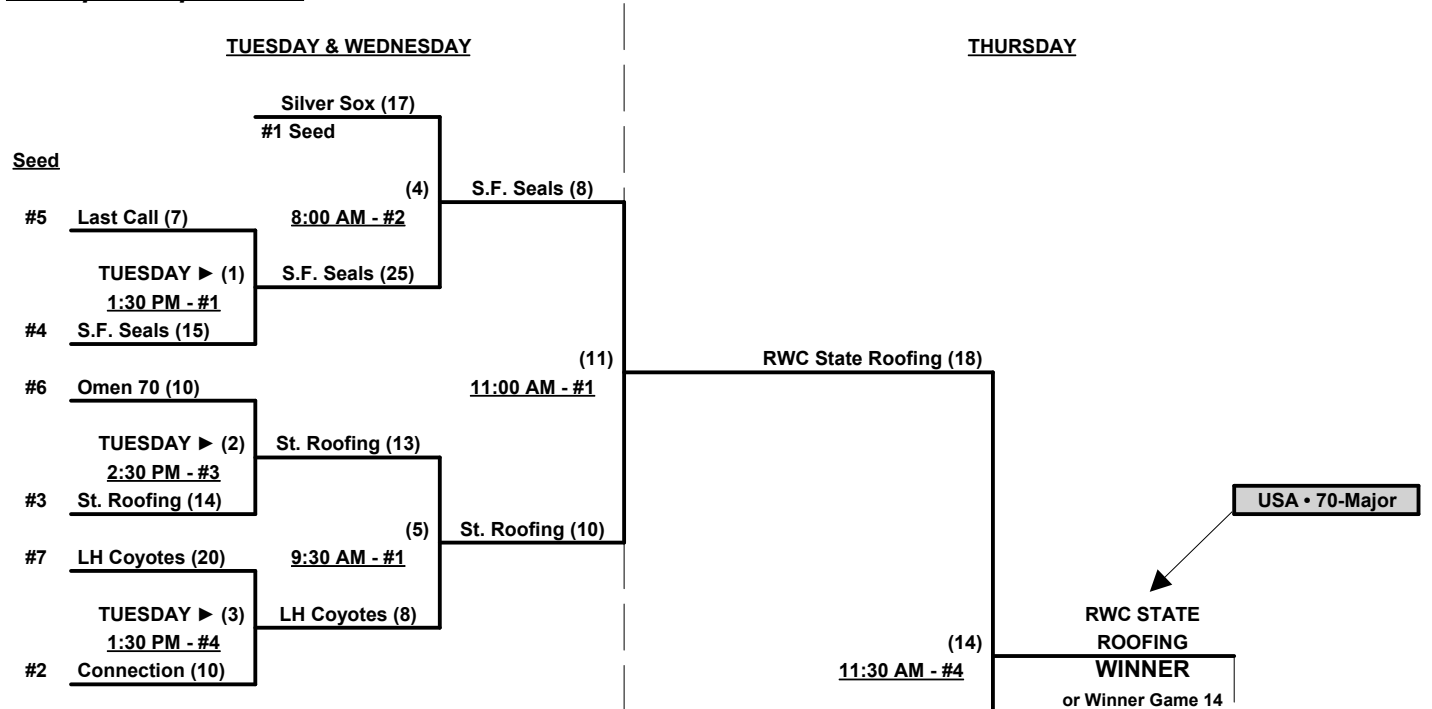 TUESDAY & WEDNESDAY
THURSDAY
Silver Sox (17)
#1 Seed
Seed
(4)
S.F. Seals (8)
#5 Last Call (7)
8:00 AM - #2
TUESDAY ► (1)
S.F. Seals (25)
1:30 PM - #1
#4 S.F. Seals (15)
(11)
RWC State Roofing (18)
#6 Omen 70 (10)
11:00 AM - #1
TUESDAY ► (2)
St. Roofing (13)
2:30 PM - #3
#3 St. Roofing (14)
USA • 70-Major
(5)
St. Roofing (10)
#7 LH Coyotes (20)
9:30 AM - #1
TUESDAY ► (3)
LH Coyotes (8)
RWC STATE
1:30 PM - #4
(14)
ROOFING
#2 Connection (10)
11:30 AM - #4
WINNER
or Winner Game 14